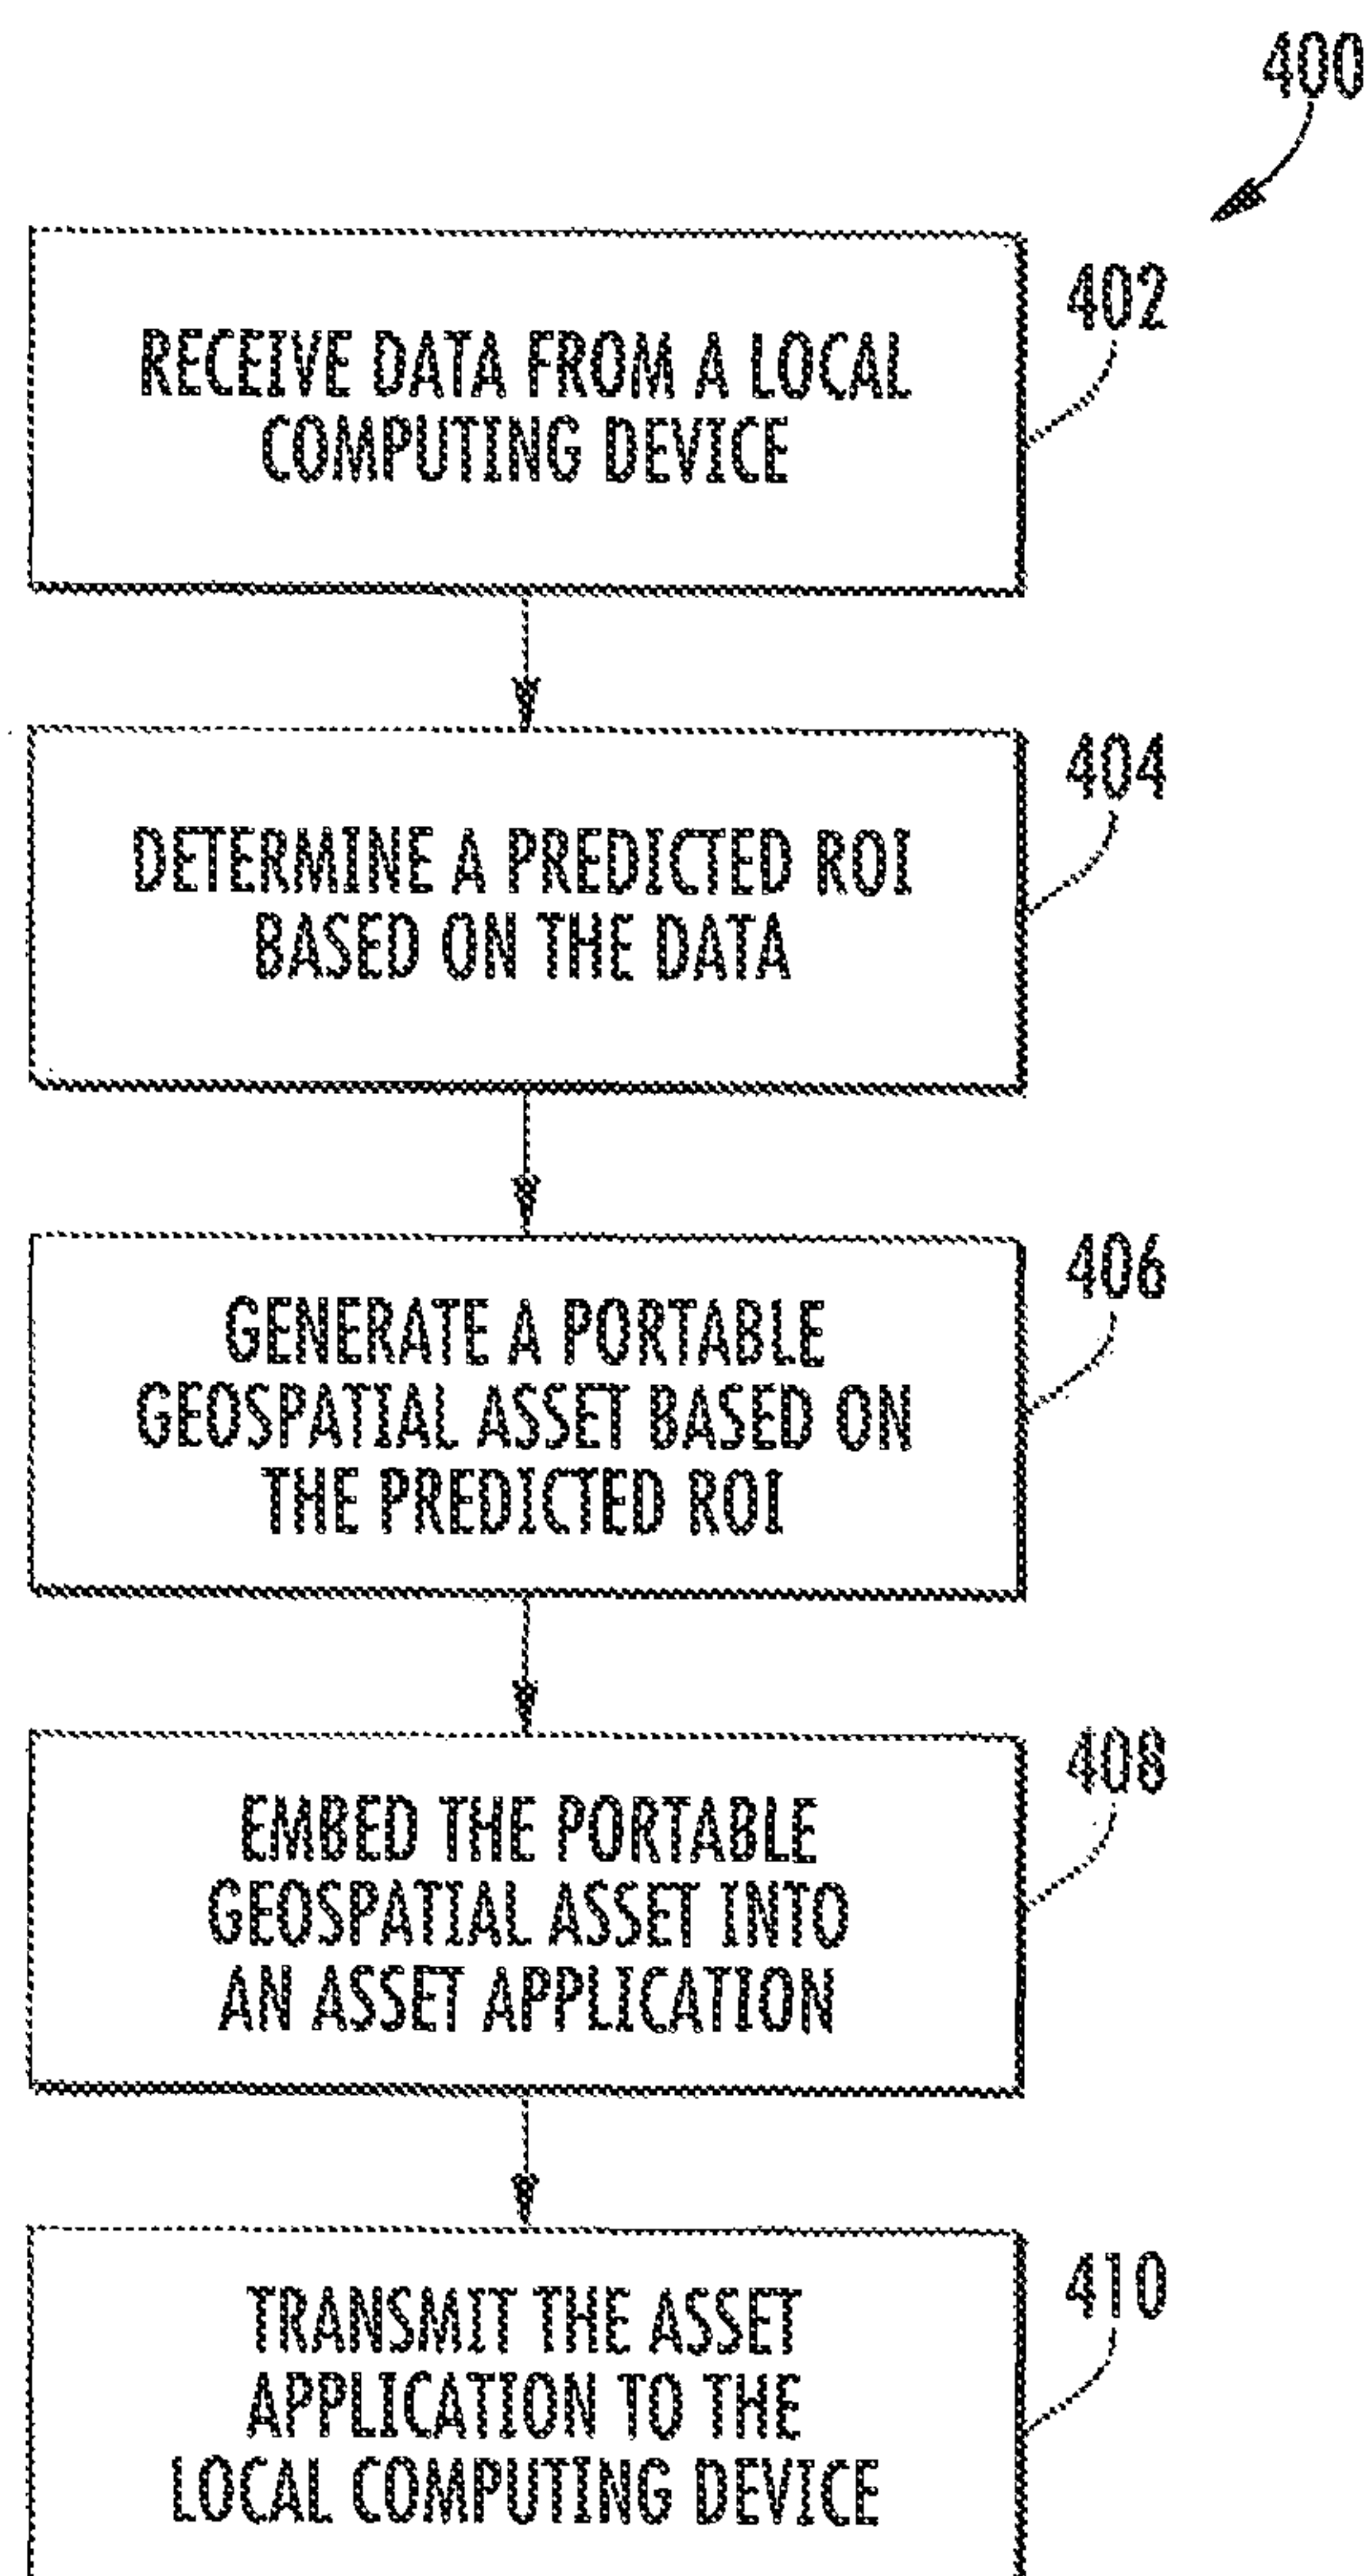 400
402
RECEIVE DATA FROM A LOCAL
COMPUTING DEVICE
404
DETERMINE A PREDICTED ROI
BASED ON THE DATA
406
GENERATE A PORTABLE
GEOSPATIAL ASSET BASED ON
THE PREDICTED ROI
408
EMBED THE PORTABLE
GEOSPATIAL ASSET INTO
AN ASSET APPLICATION
410
TRANSMIT THE ASSET
APPLICATION TO THE
LOCAL COMPUTING DEVICE